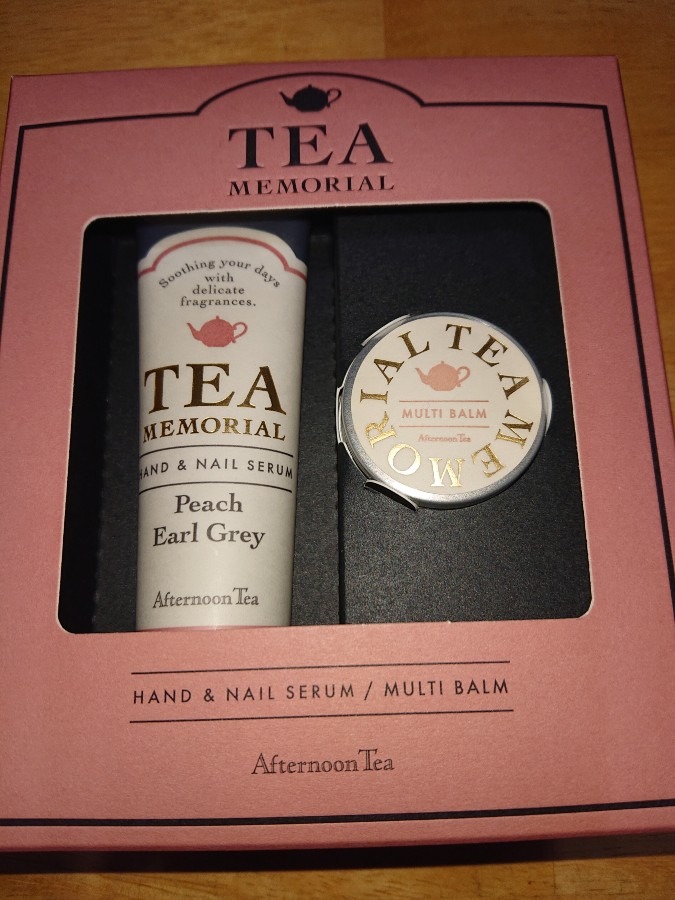 TEA
MEMORIAL
Soothing your days
with
delicate
fragrances.
TEA
MEMORIAL
HAND & NAIL SERUM
Peach
Earl Grey
Afternoon Tea
TEA MEMORIAL
MULTI BALM
Afternoon Tea
HAND & NAIL SERUM / MULTI BALM
Afternoon Tea